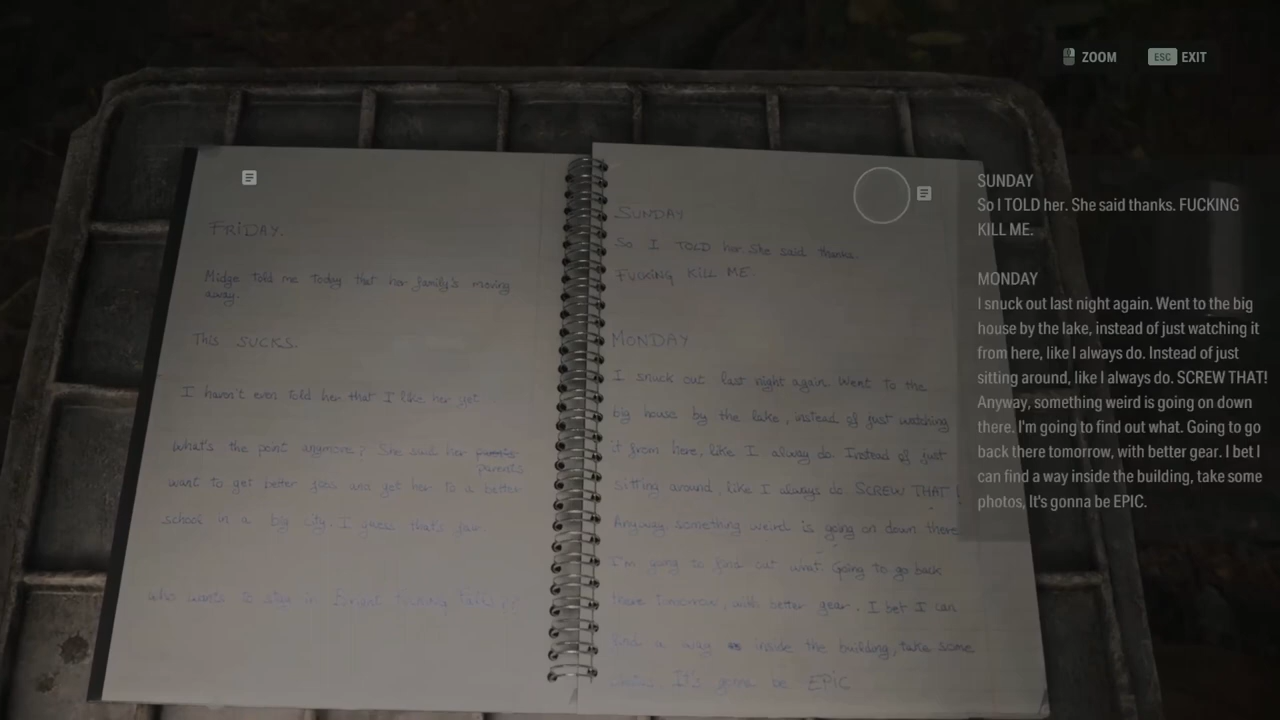 ZOOM
ESC EXIT
FRIDAY.
Midge told me today that her family's moving
away.
This SUCKS.
I haven't even told her that I like her yet
What's the point anymore? She said her parents
parents
want to get better jobs and get her to a better
school in a big city. I guess that's fair.
who wants to stay in Bright fucking Falls??
SUNDAY
So I TOLD her. She said thanks.
FUCKING KILL ME.
MONDAY
I snuck out last night again. Went to the
big house by the lake, instead of just watching
it from here, like I always do. Instead of just
sitting around, like I always do. SCREW THAT!
Anyway, something weird is going on down there
I'm going to find out what. Going to go back
there tomorrow, with better gear. I bet I can
find a way inside the building, take some
It's gonna be EPIC
SUNDAY
So I TOLD her. She said thanks. FUCKING
KILL ME.
MONDAY
I snuck out last night again. Went to the big
house by the lake, instead of just watching it
from here, like I always do. Instead of just
sitting around, like I always do. SCREW THAT!
Anyway, something weird is going on down
there. I'm going to find out what. Going to go
back there tomorrow, with better gear. I bet I
can find a way inside the building, take some
photos, It's gonna be EPIC.